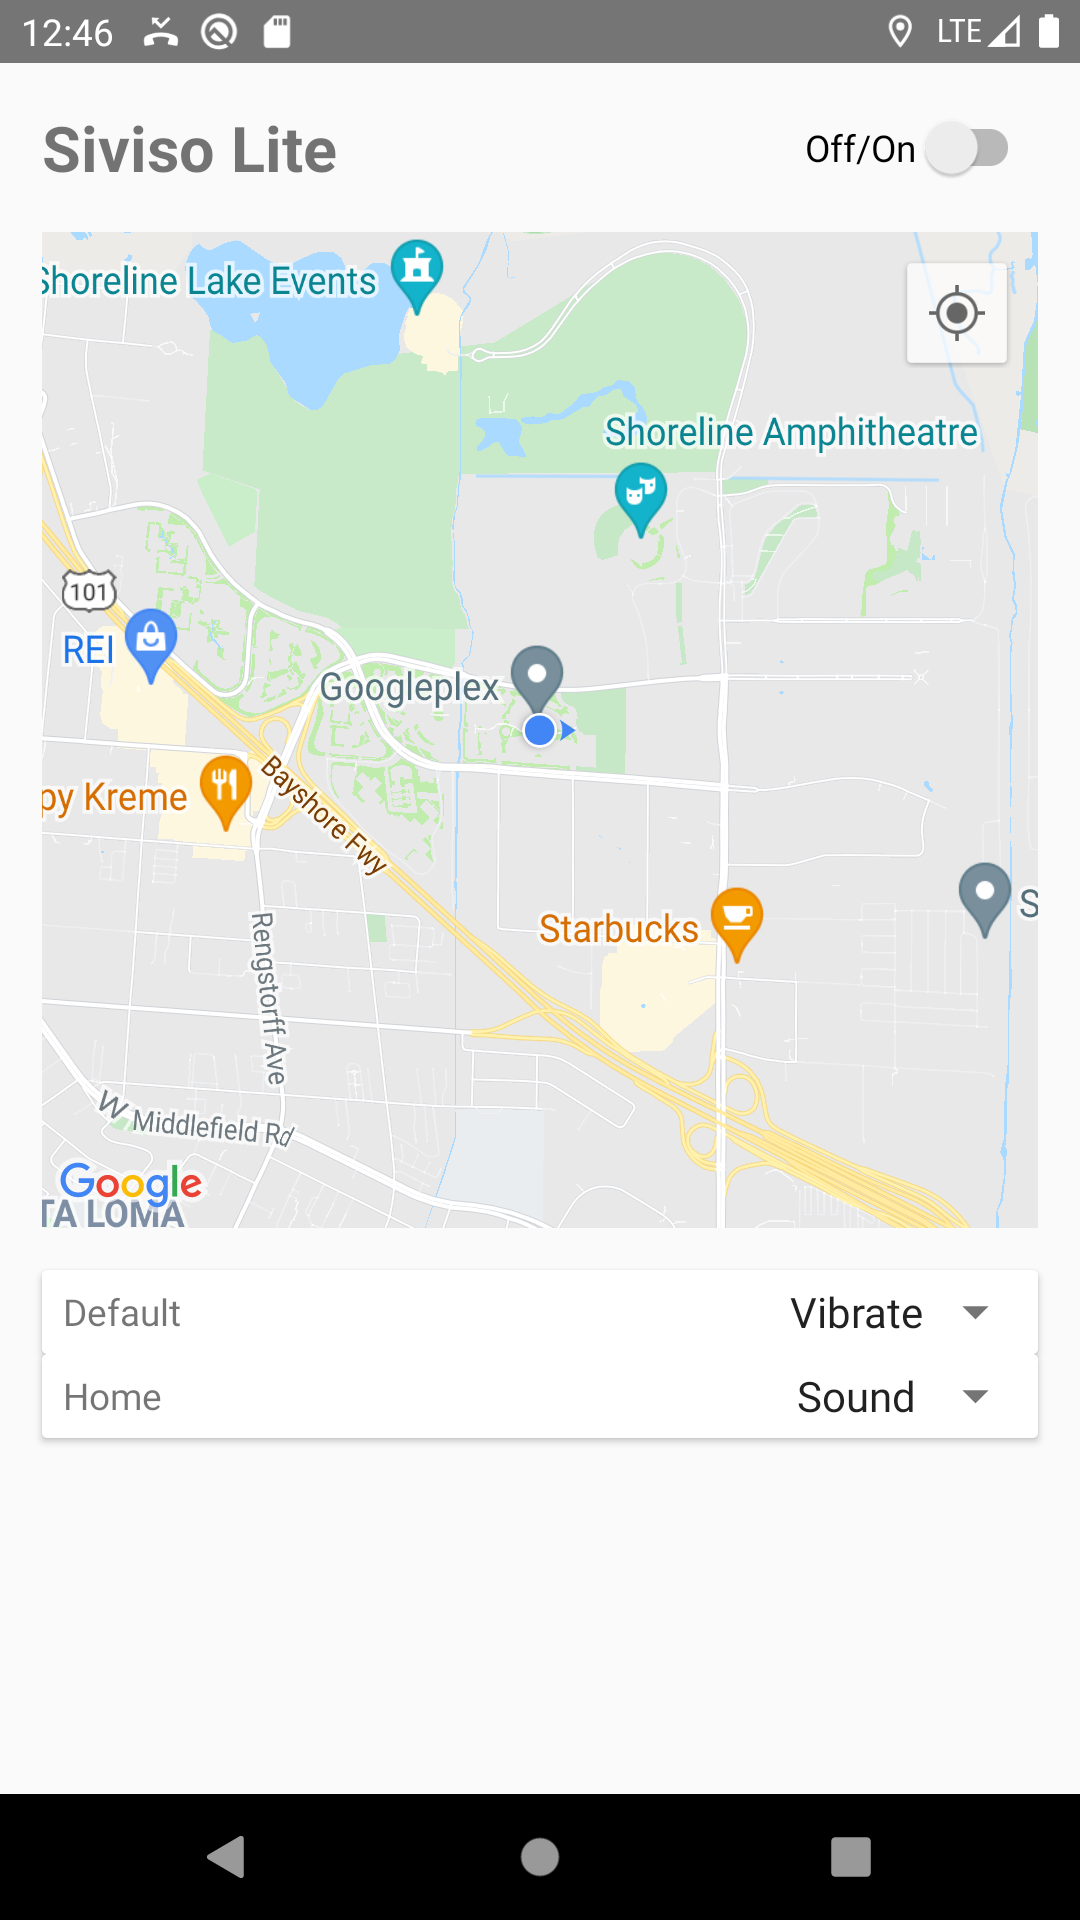 12:46
LTE
Siviso Lite
Off/On
Shoreline Lake Events
Shoreline Amphitheatre
101
REI
Googleplex
py Kreme
Bayshore Fwy
Starbucks
S
Rengstorff Ave
W Middlefield Rd
Google
TA LOMA
Default
Vibrate
Home
Sound